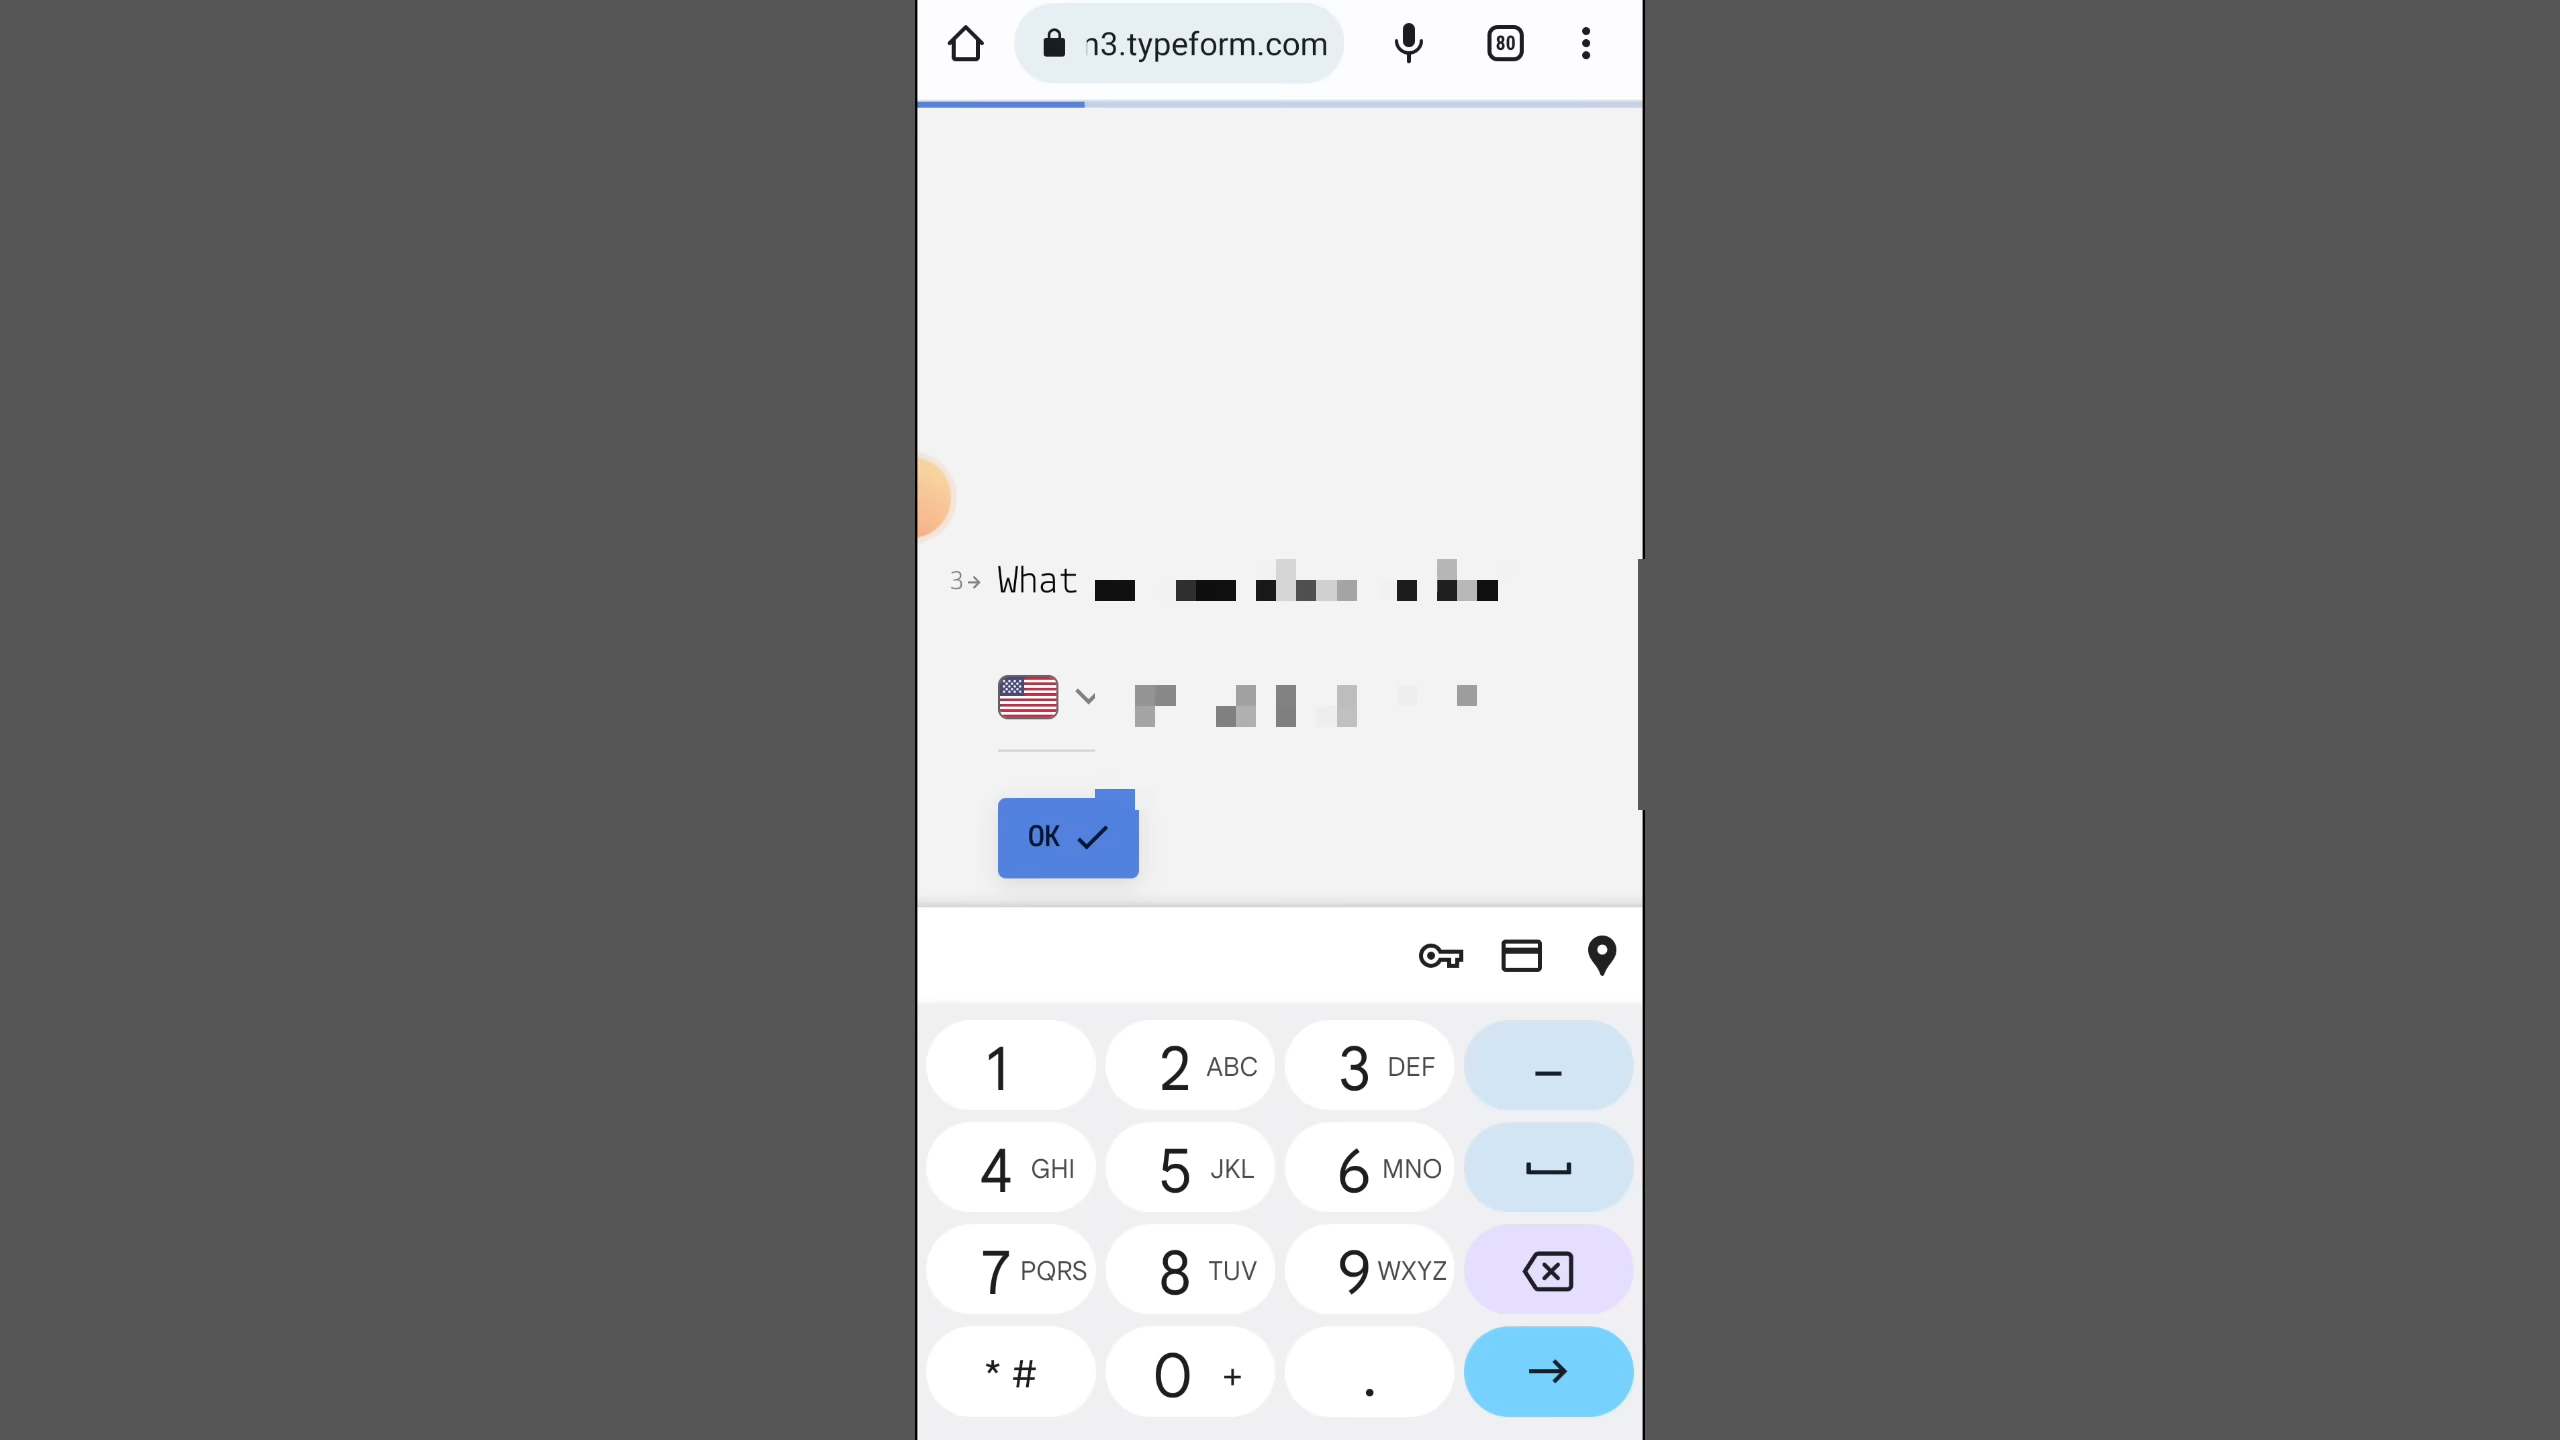 n3.typeform.com
80
3 What
OK
1
2 ABC
3 DEF
4 GHI
5 JKL
6 MNO
7 PQRS
8 TUV
9 WXYZ
* #
0 +
.